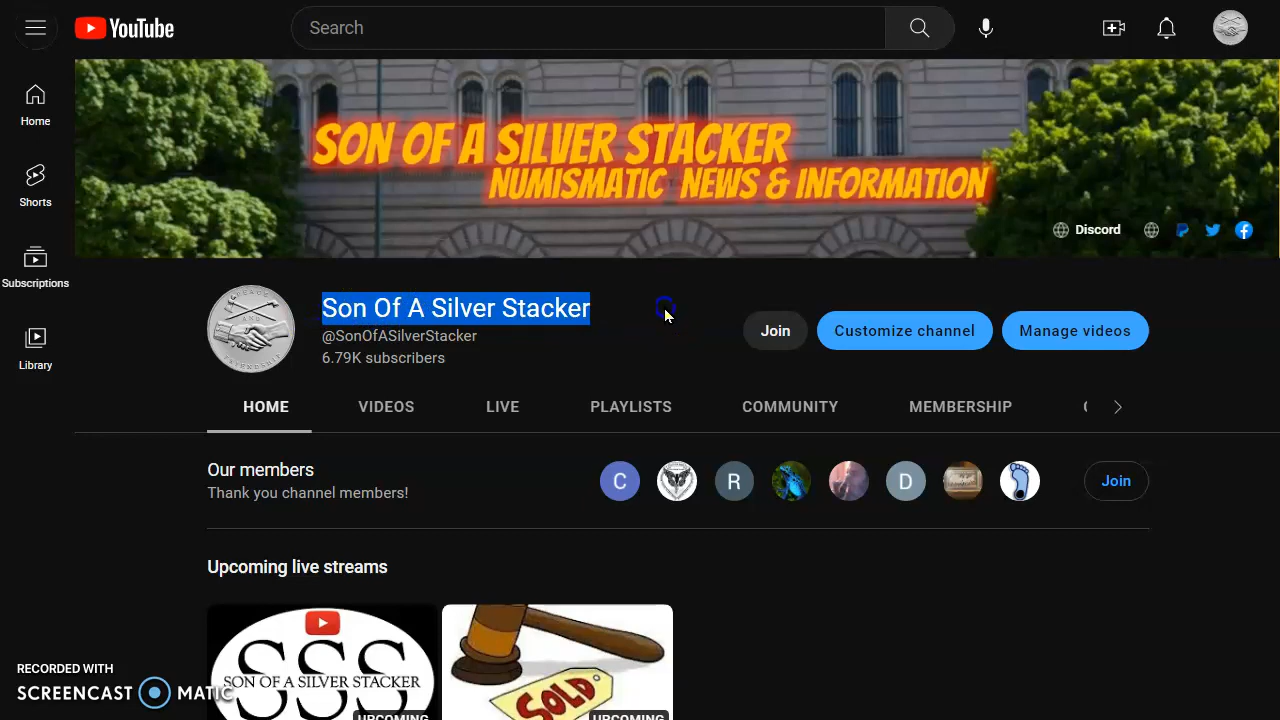 YouTube
Search
SON OF A SILVER STACKER
NUMISMATIC NEWS & INFORMATION
Discord
Home
Shorts
Subscriptions
Library
Son Of A Silver Stacker
@SonOfASilverStacker
6.79K subscribers
Join
Customize channel
Manage videos
HOME VIDEOS LIVE PLAYLISTS COMMUNITY MEMBERSHIP
Our members
Thank you channel members!
C R D
Join
Upcoming live streams
SSS
SON OF A SILVER STACKER
UPCOMING
SOLD
UPCOMING
RECORDED WITH
SCREENCAST MATIC